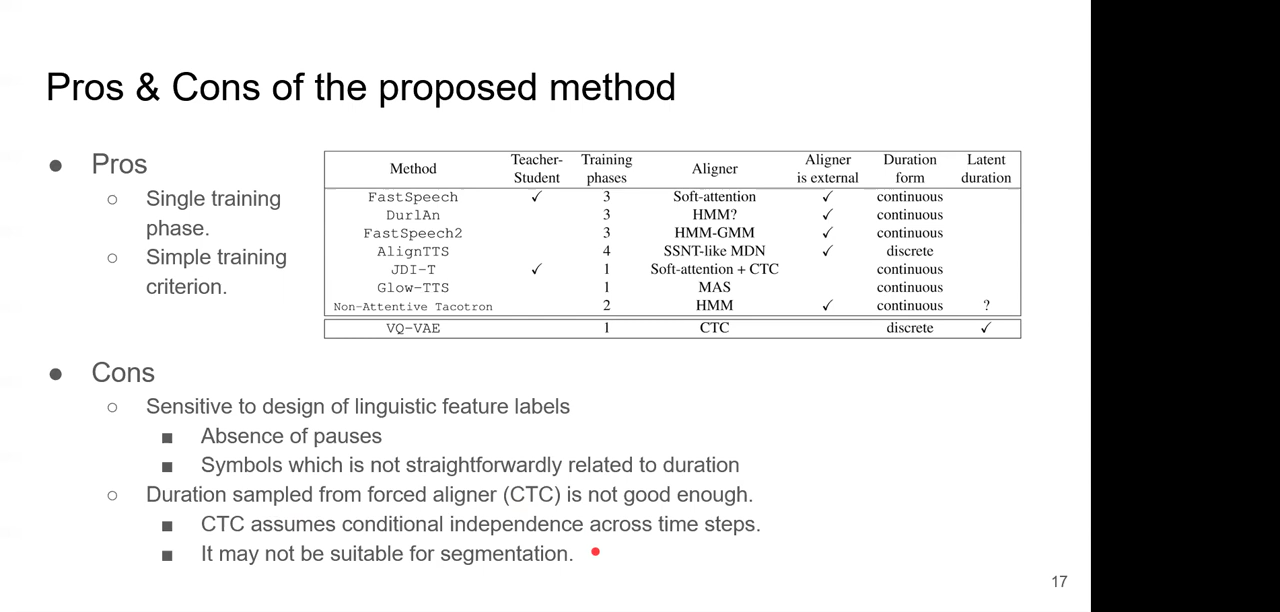 Pros & Cons of the proposed method
● Pros
○ Single training
phase.
○ Simple training
criterion.
Method Teacher-Student Training phases Aligner Aligner is external Duration form Latent duration
FastSpeech ✓ 3 Soft-attention ✓ continuous
DurlAn 3 HMM? ✓ continuous
FastSpeech2 3 HMM-GMM ✓ continuous
AlignTTS 4 SSNT-like MDN ✓ discrete
JDI-T ✓ 1 Soft-attention + CTC continuous
Glow-TTS 1 MAS continuous
Non-Attentive Tacotron 2 HMM ✓ continuous ?
VQ-VAE 1 CTC discrete ✓
● Cons
○ Sensitive to design of linguistic feature labels
■ Absence of pauses
■ Symbols which is not straightforwardly related to duration
○ Duration sampled from forced aligner (CTC) is not good enough.
■ CTC assumes conditional independence across time steps.
■ It may not be suitable for segmentation.
17